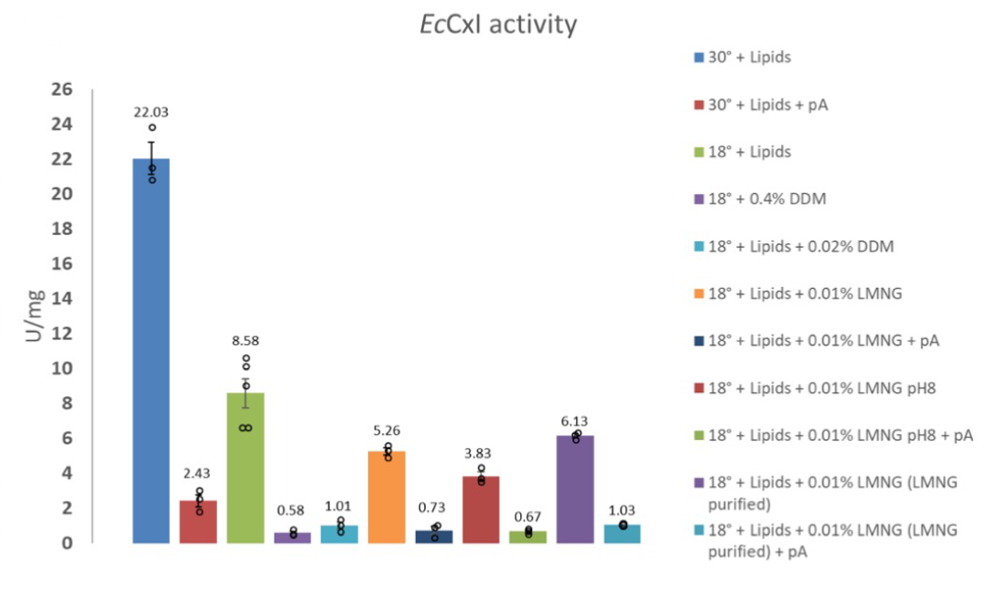 EcCxI activity
30° + Lipids
30° + Lipids + pA
18° + Lipids
18° + 0.4% DDM
18° + Lipids + 0.02% DDM
18° + Lipids + 0.01% LMNG
18° + Lipids + 0.01% LMNG + pA
18° + Lipids + 0.01% LMNG pH8
18° + Lipids + 0.01% LMNG pH8 + pA
18° + Lipids + 0.01% LMNG (LMNG
purified)
18° + Lipids + 0.01% LMNG (LMNG
purified) + pA
U/mg
26
24
22
20
18
16
14
12
10
8
6
4
2
0
22.03
2.43
8.58
0.58
1.01
5.26
0.73
3.83
0.67
6.13
1.03